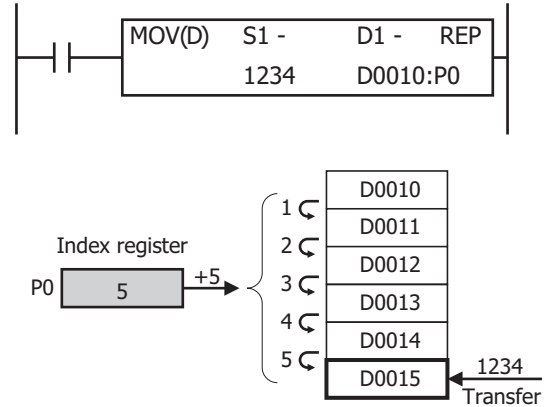 MOV(D) S1 - D1 - REP
1234 D0010:P0
D0010
1
D0011
2
Index register
D0012
P0 5 +5
3
D0013
4
D0014
5
1234
D0015
Transfer